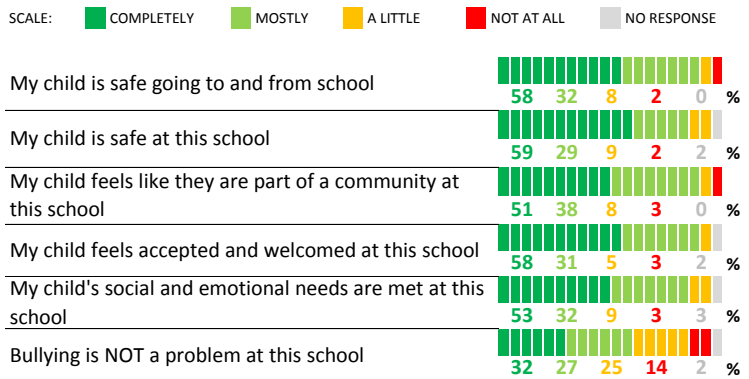 SCALE: COMPLETELY MOSTLY A LITTLE NOT AT ALL NO RESPONSE
My child is safe going to and from school
58 32 8 2 0 %
My child is safe at this school
59 29 9 2 2 %
My child feels like they are part of a community at
this school
51 38 8 3 0 %
My child feels accepted and welcomed at this school
58 31 5 3 2 %
My child's social and emotional needs are met at this
school
53 32 9 3 3 %
Bullying is NOT a problem at this school
32 27 25 14 2 %